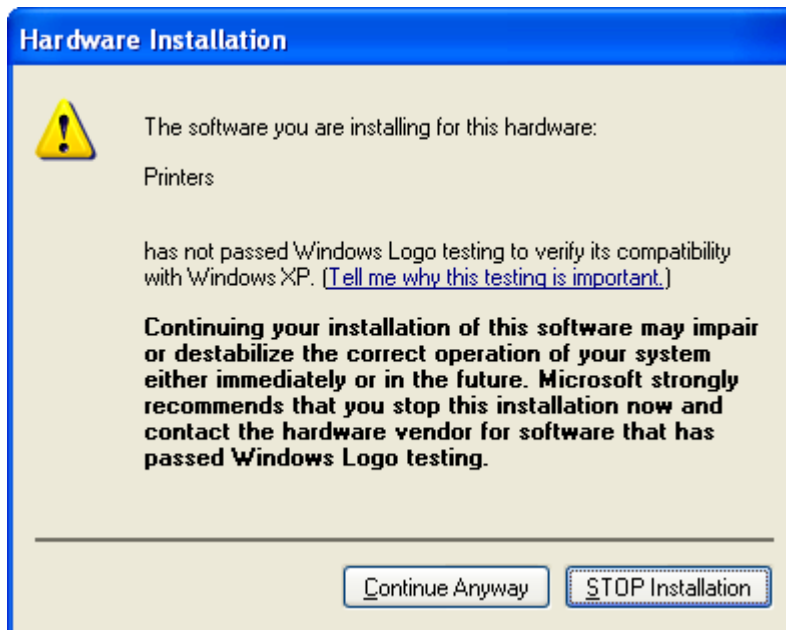 Hardware Installation
The software you are installing for this hardware:
Printers
has not passed Windows Logo testing to verify its compatibility
with Windows XP. (Tell me why this testing is important.)
Continuing your installation of this software may impair
or destabilize the correct operation of your system
either immediately or in the future. Microsoft strongly
recommends that you stop this installation now and
contact the hardware vendor for software that has
passed Windows Logo testing.
Continue Anyway STOP Installation